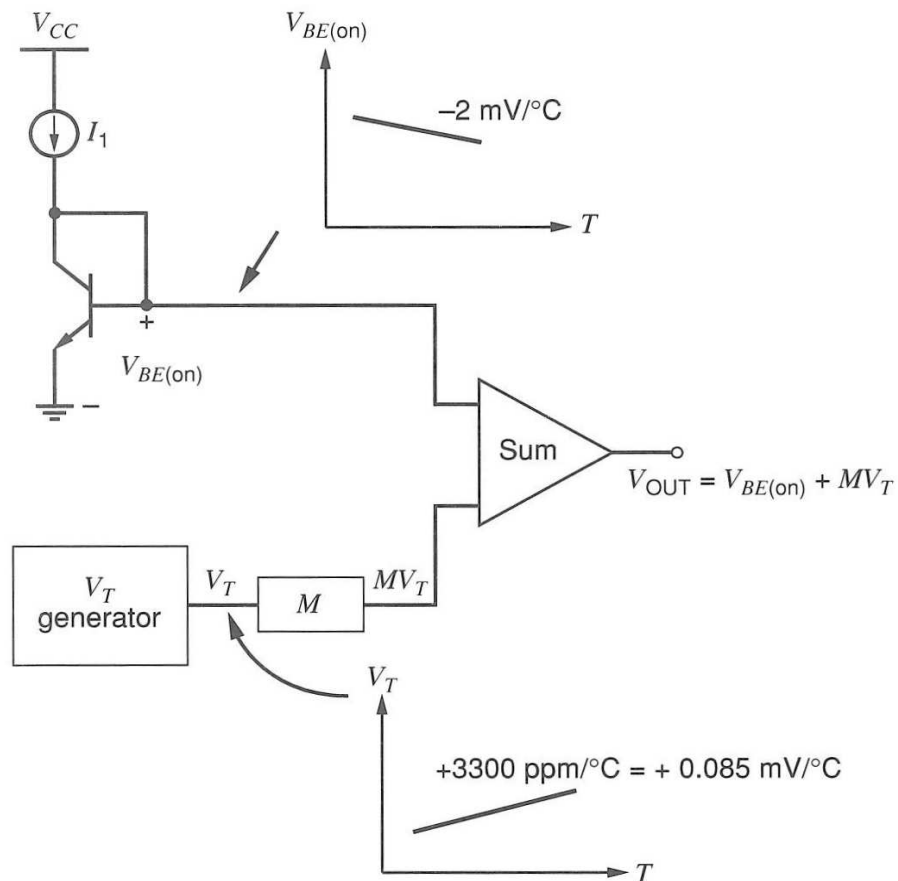 V_CC
V_BE(on)
–2 mV/°C
I_1
T
+
V_BE(on)
–
Sum
V_OUT = V_BE(on) + MV_T
V_T
generator
V_T
M
MV_T
V_T
+3300 ppm/°C = + 0.085 mV/°C
T